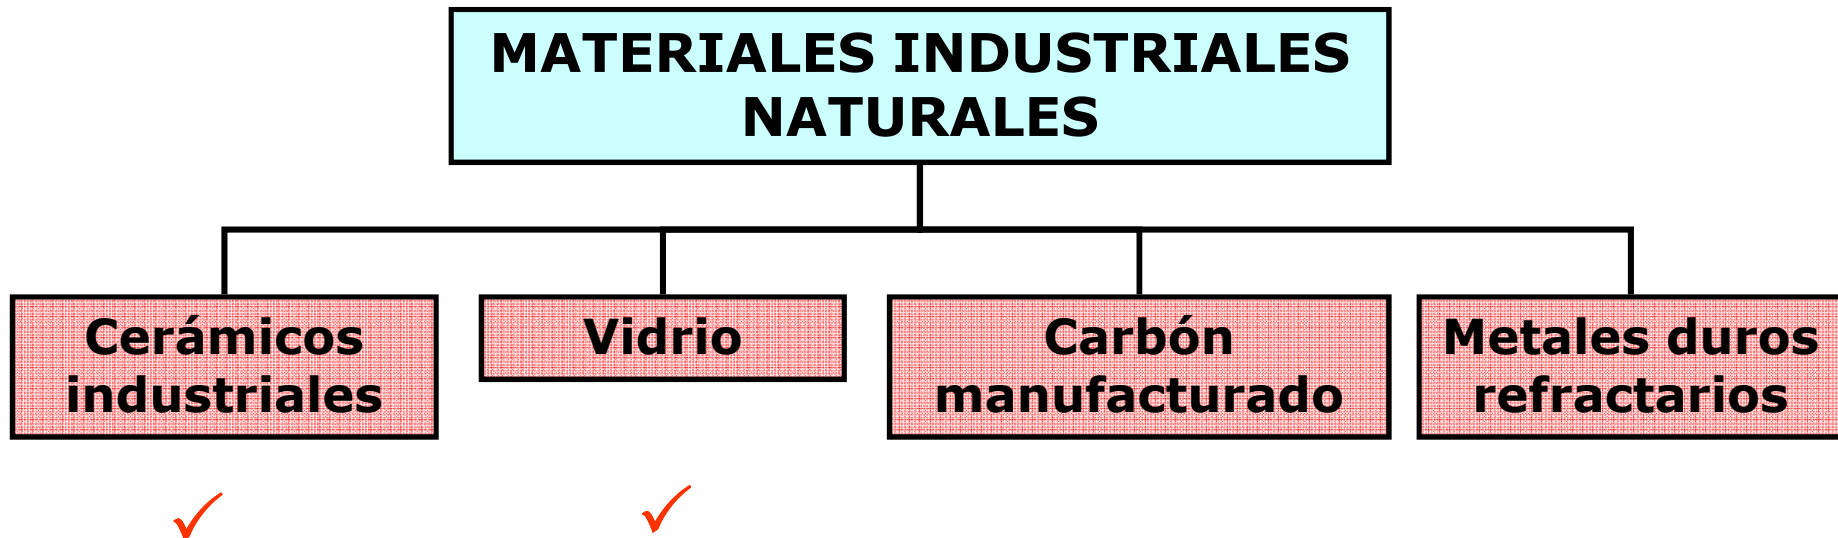 MATERIALES INDUSTRIALES
NATURALES
Cerámicos
industriales
Vidrio
Carbón
manufacturado
Metales duros
refractarios